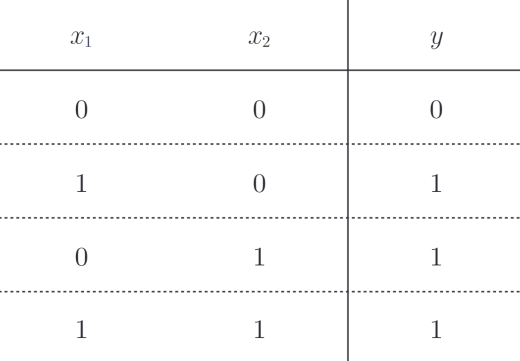 x₁ x₂ y
0 0 0
1 0 1
0 1 1
1 1 1